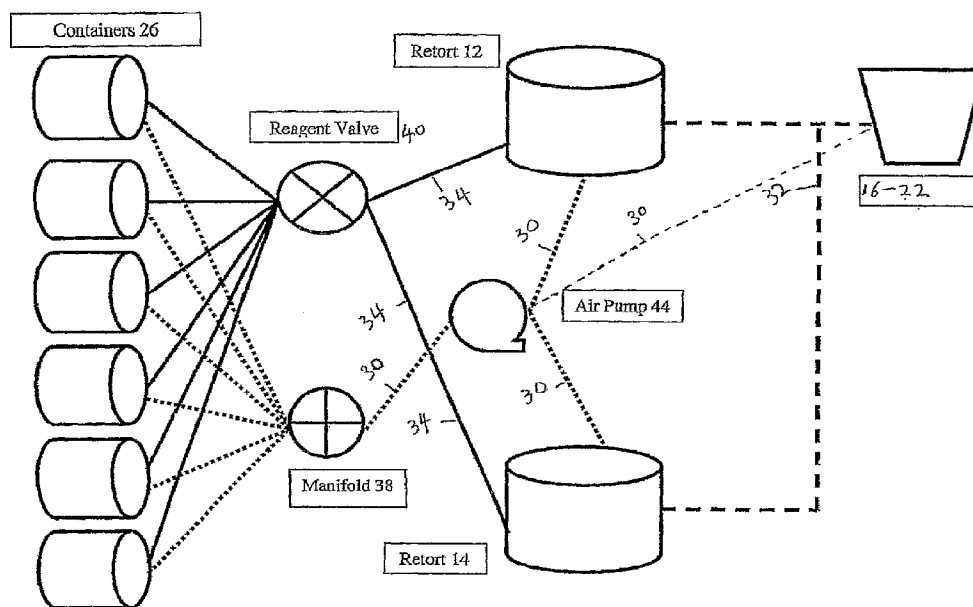 Containers 26
Retort 12
Reagent Valve
40
34
30
30
32
16-22
Air Pump 44
34
30
30
34
Manifold 38
Retort 14